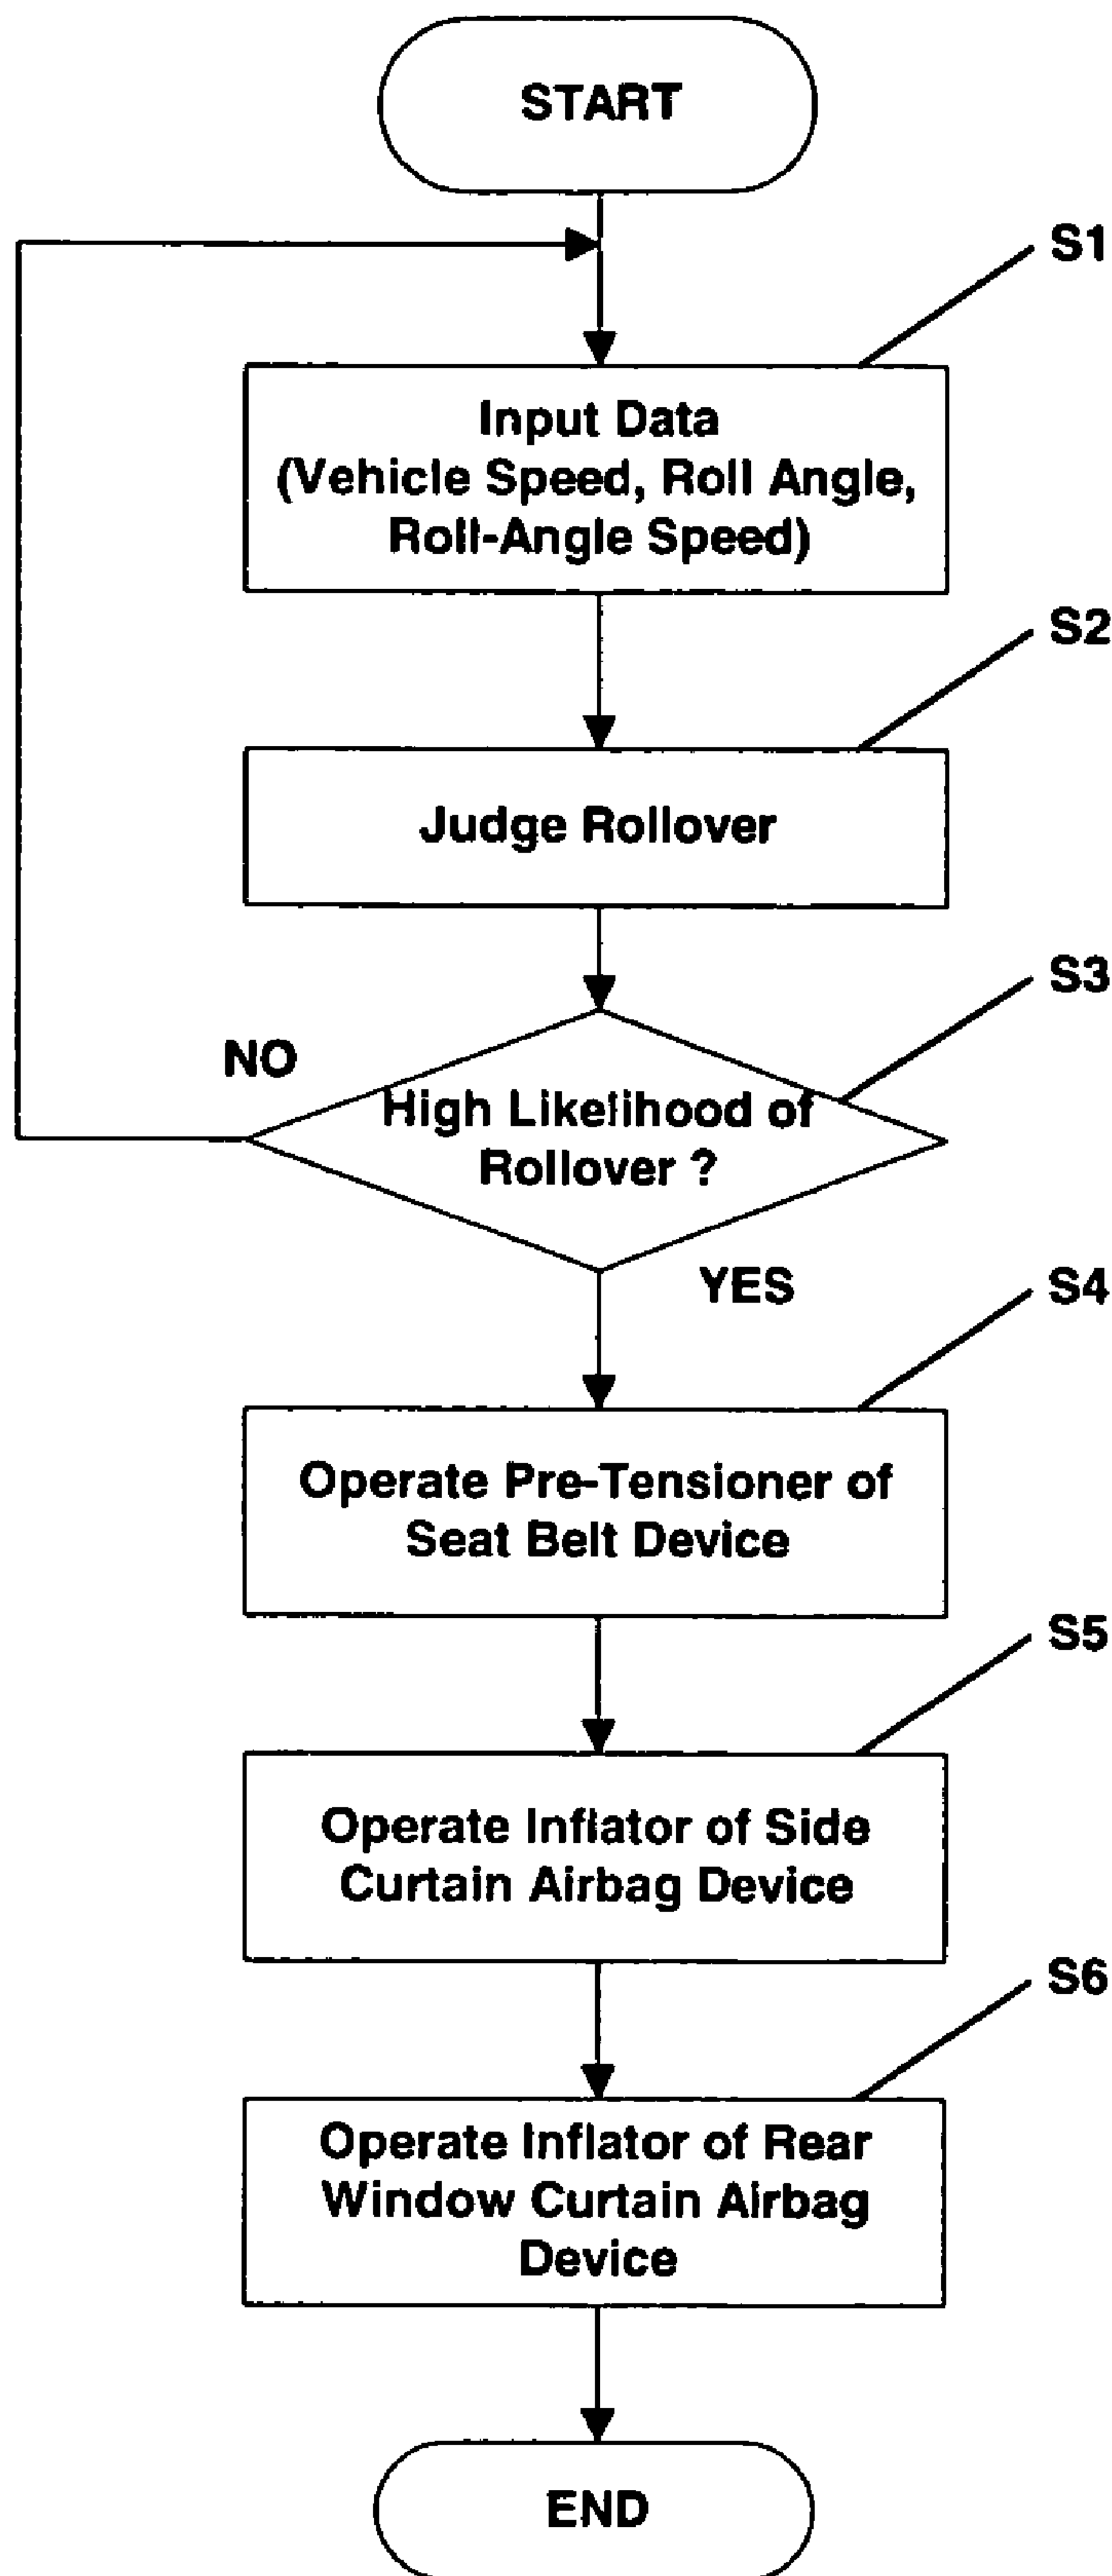 START
S1
Input Data
(Vehicle Speed, Roll Angle,
Roll-Angle Speed)
S2
Judge Rollover
S3
NO
High Likelihood of
Rollover ?
YES
S4
Operate Pre-Tensioner of
Seat Belt Device
S5
Operate Inflator of Side
Curtain Airbag Device
S6
Operate Inflator of Rear
Window Curtain Airbag
Device
END